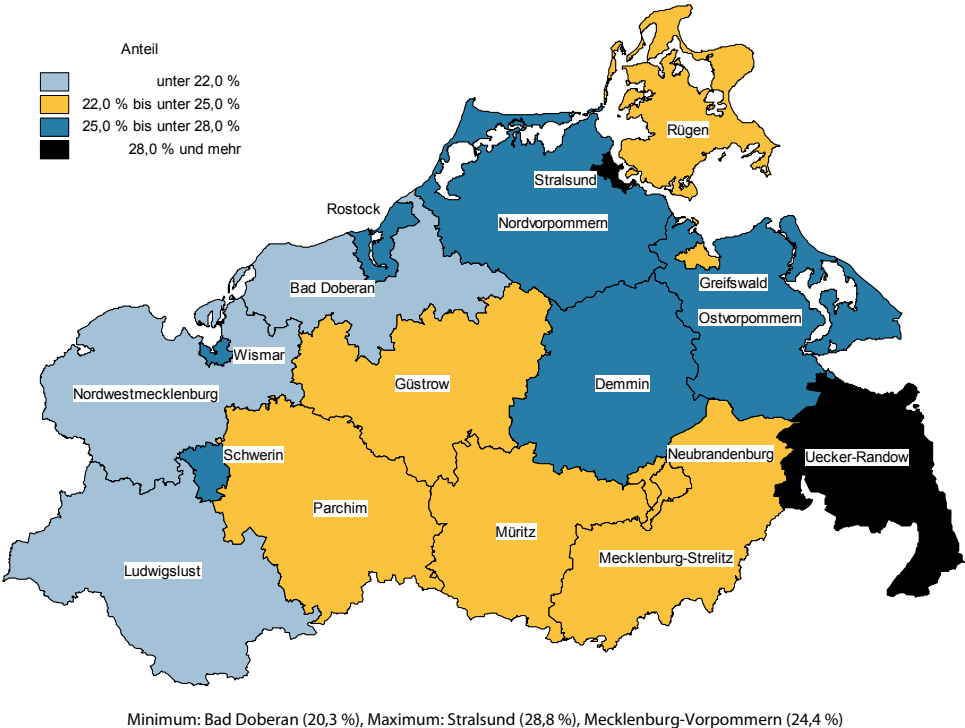 Anteil
unter 22,0 %
22,0 % bis unter 25,0 %
25,0 % bis unter 28,0 %
28,0 % und mehr
Rügen
Stralsund
Rostock
Nordvorpommern
Greifswald
Bad Doberan
Ostvorpommern
Wismar
Güstrow
Demmin
Nordwestmecklenburg
Schwerin
Neubrandenburg
Uecker-Randow
Parchim
Müritz
Mecklenburg-Strelitz
Ludwigslust
Minimum: Bad Doberan (20,3 %), Maximum: Stralsund (28,8 %), Mecklenburg-Vorpommern (24,4 %)